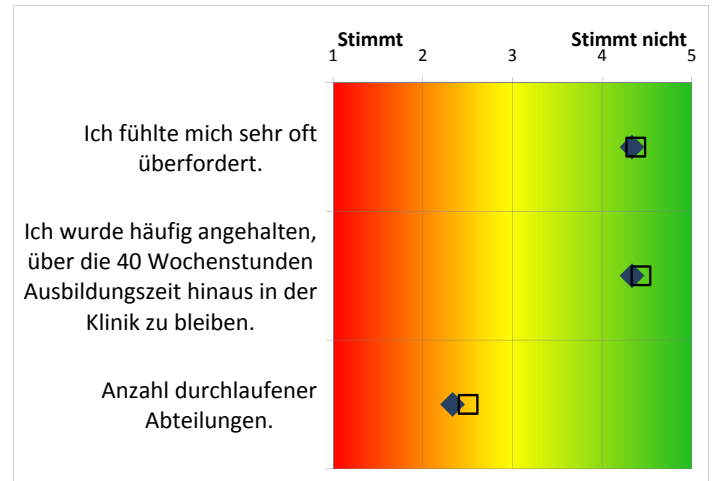 Stimmt Stimmt nicht
1 2 3 4 5
Ich fühlte mich sehr oft
überfordert.
Ich wurde häufig angehalten,
über die 40 Wochenstunden
Ausbildungszeit hinaus in der
Klinik zu bleiben.
Anzahl durchlaufener
Abteilungen.